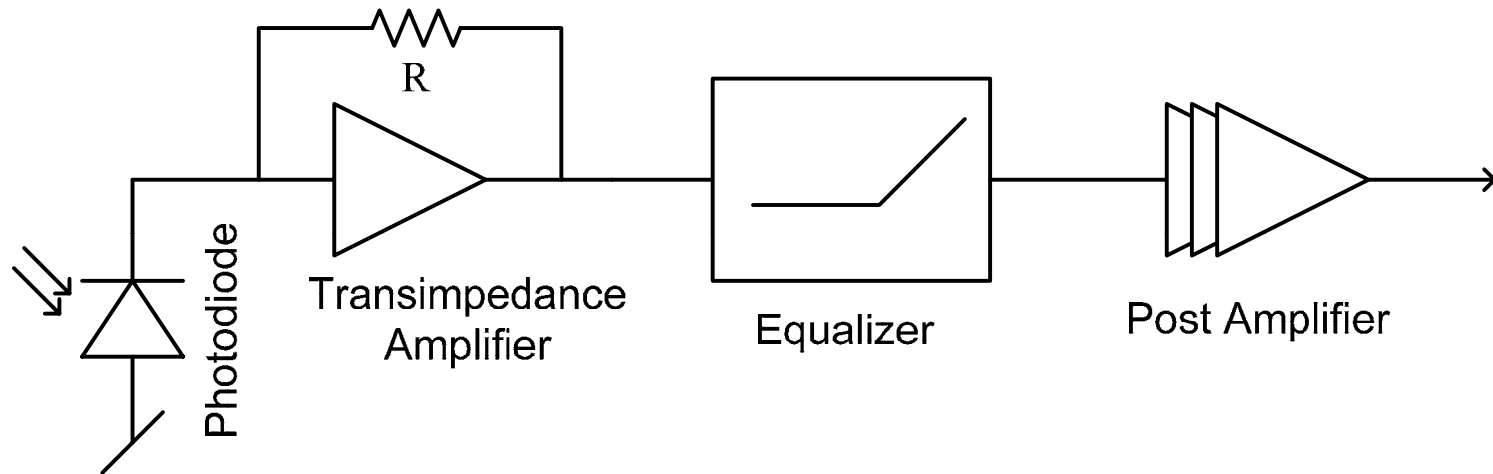 R
Photodiode
Transimpedance
Amplifier
Equalizer
Post Amplifier